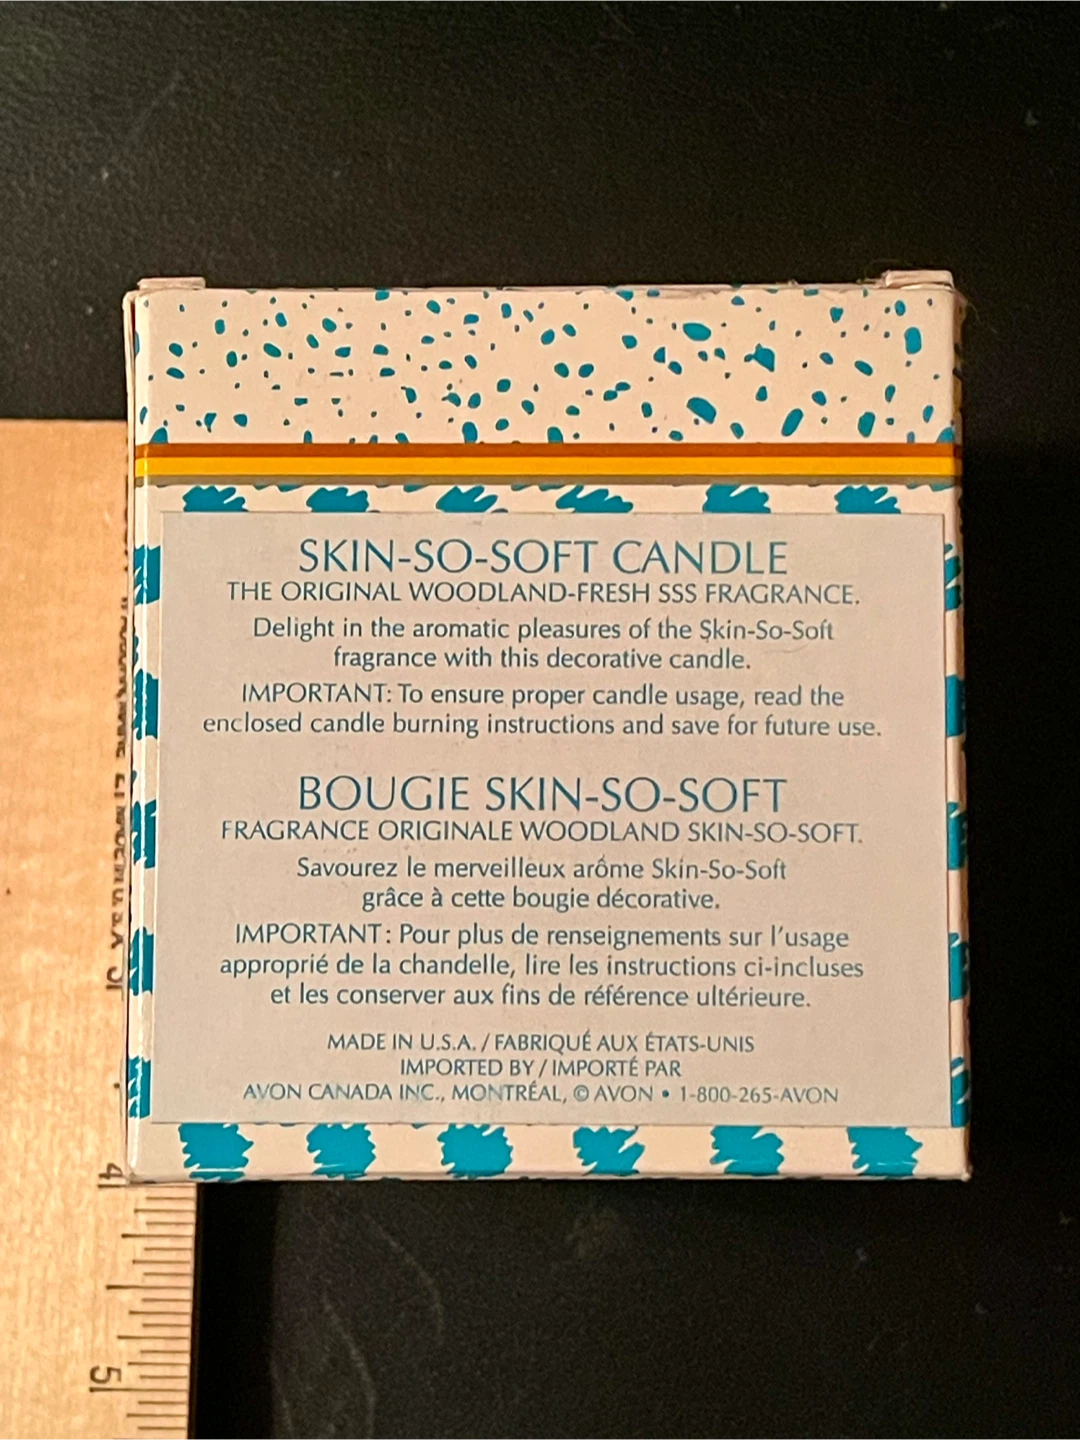 SKIN-SO-SOFT CANDLE
THE ORIGINAL WOODLAND-FRESH SSS FRAGRANCE.
Delight in the aromatic pleasures of the Skin-So-Soft
fragrance with this decorative candle.
IMPORTANT: To ensure proper candle usage, read the
enclosed candle burning instructions and save for future use.
BOUGIE SKIN-SO-SOFT
FRAGRANCE ORIGINALE WOODLAND SKIN-SO-SOFT.
Savourez le merveilleux arôme Skin-So-Soft
grâce à cette bougie décorative.
IMPORTANT: Pour plus de renseignements sur l'usage
approprié de la chandelle, lire les instructions ci-incluses
et les conserver aux fins de référence ultérieure.
MADE IN U.S.A. / FABRIQUÉ AUX ÉTATS-UNIS
IMPORTED BY / IMPORTÉ PAR
AVON CANADA INC., MONTRÉAL, © AVON • 1-800-265-AVON
4
5